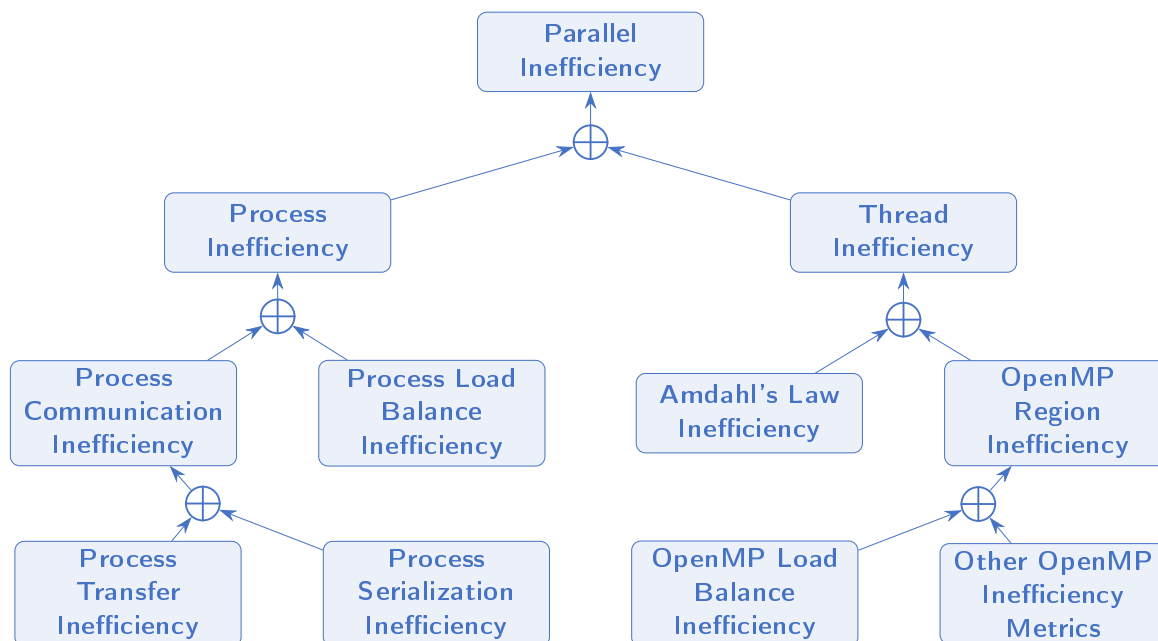 Parallel
Inefficiency
Process
Inefficiency
Thread
Inefficiency
Process
Communication
Inefficiency
Process Load
Balance
Inefficiency
Amdahl's Law
Inefficiency
OpenMP
Region
Inefficiency
Process
Transfer
Inefficiency
Process
Serialization
Inefficiency
OpenMP Load
Balance
Inefficiency
Other OpenMP
Inefficiency
Metrics